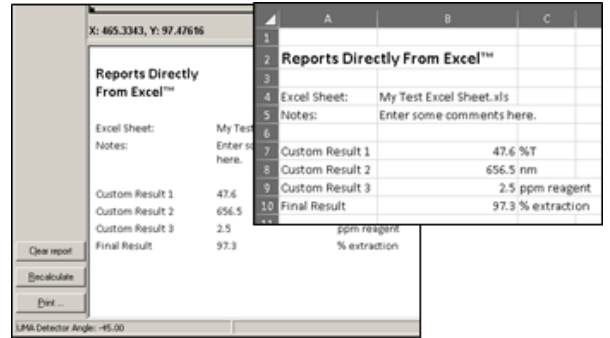 X: 465.3343, Y: 97.47616
Reports Directly
From Excel™
Excel Sheet: My Test
Notes: Enter
here.
Custom Result 1 47.6
Custom Result 2 656.5
Custom Result 3 2.5 ppm reagent
Final Result 97.3 % extraction
Clear report
Recalculate
Print ...
UMA Detector Angle: -45.00
A B C
1
2 Reports Directly From Excel™
3
4 Excel Sheet: My Test Excel Sheet.xls
5 Notes: Enter some comments here.
6
7 Custom Result 1 47.6 %T
8 Custom Result 2 656.5 nm
9 Custom Result 3 2.5 ppm reagent
10 Final Result 97.3 % extraction